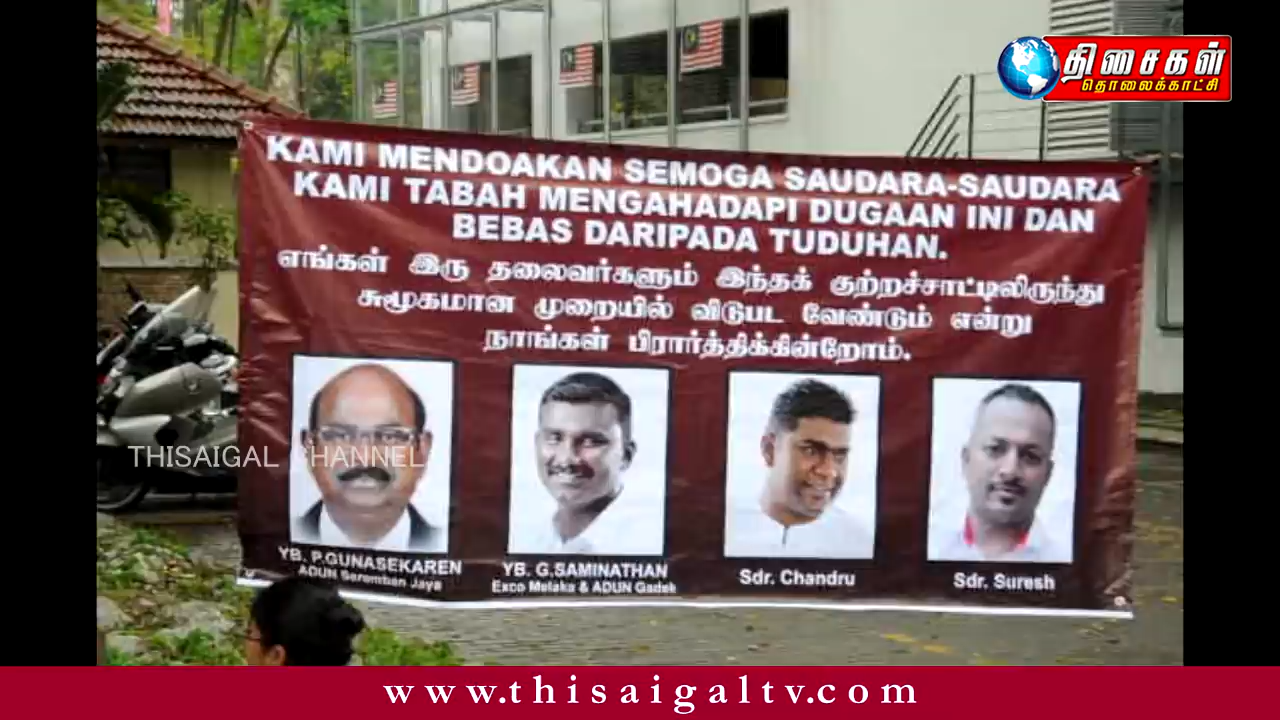 திசைகள்
தொலைக்காட்சி
KAMI MENDOAKAN SEMOGA SAUDARA-SAUDARA
KAMI TABAH MENGAHADAPI DUGAAN INI DAN
BEBAS DARIPADA TUDUHAN.
எங்கள் இரு தலைவர்களும் இந்தக் குற்றச்சாட்டிலிருந்து
சுமூகமான முறையில் விடுபட வேண்டும் என்று
நாங்கள் பிரார்த்திக்கின்றோம்.
THISAIGAL CHANNEL
YB. P.GUNASEKAREN
ADUN Seremban Jaya
YB. G.SAMINATHAN
Exco Melaka & ADUN Gadek
Sdr. Chandru
Sdr. Suresh
www.thisaigaltv.com